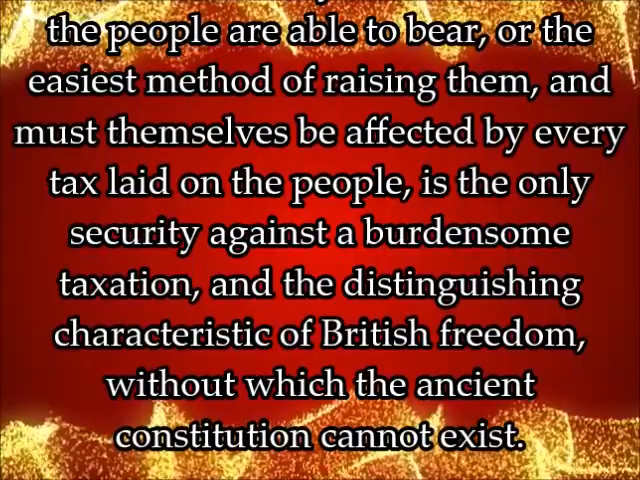 the people are able to bear, or the
easiest method of raising them, and
must themselves be affected by every
tax laid on the people, is the only
security against a burdensome
taxation, and the distinguishing
characteristic of British freedom,
without which the ancient
constitution cannot exist.